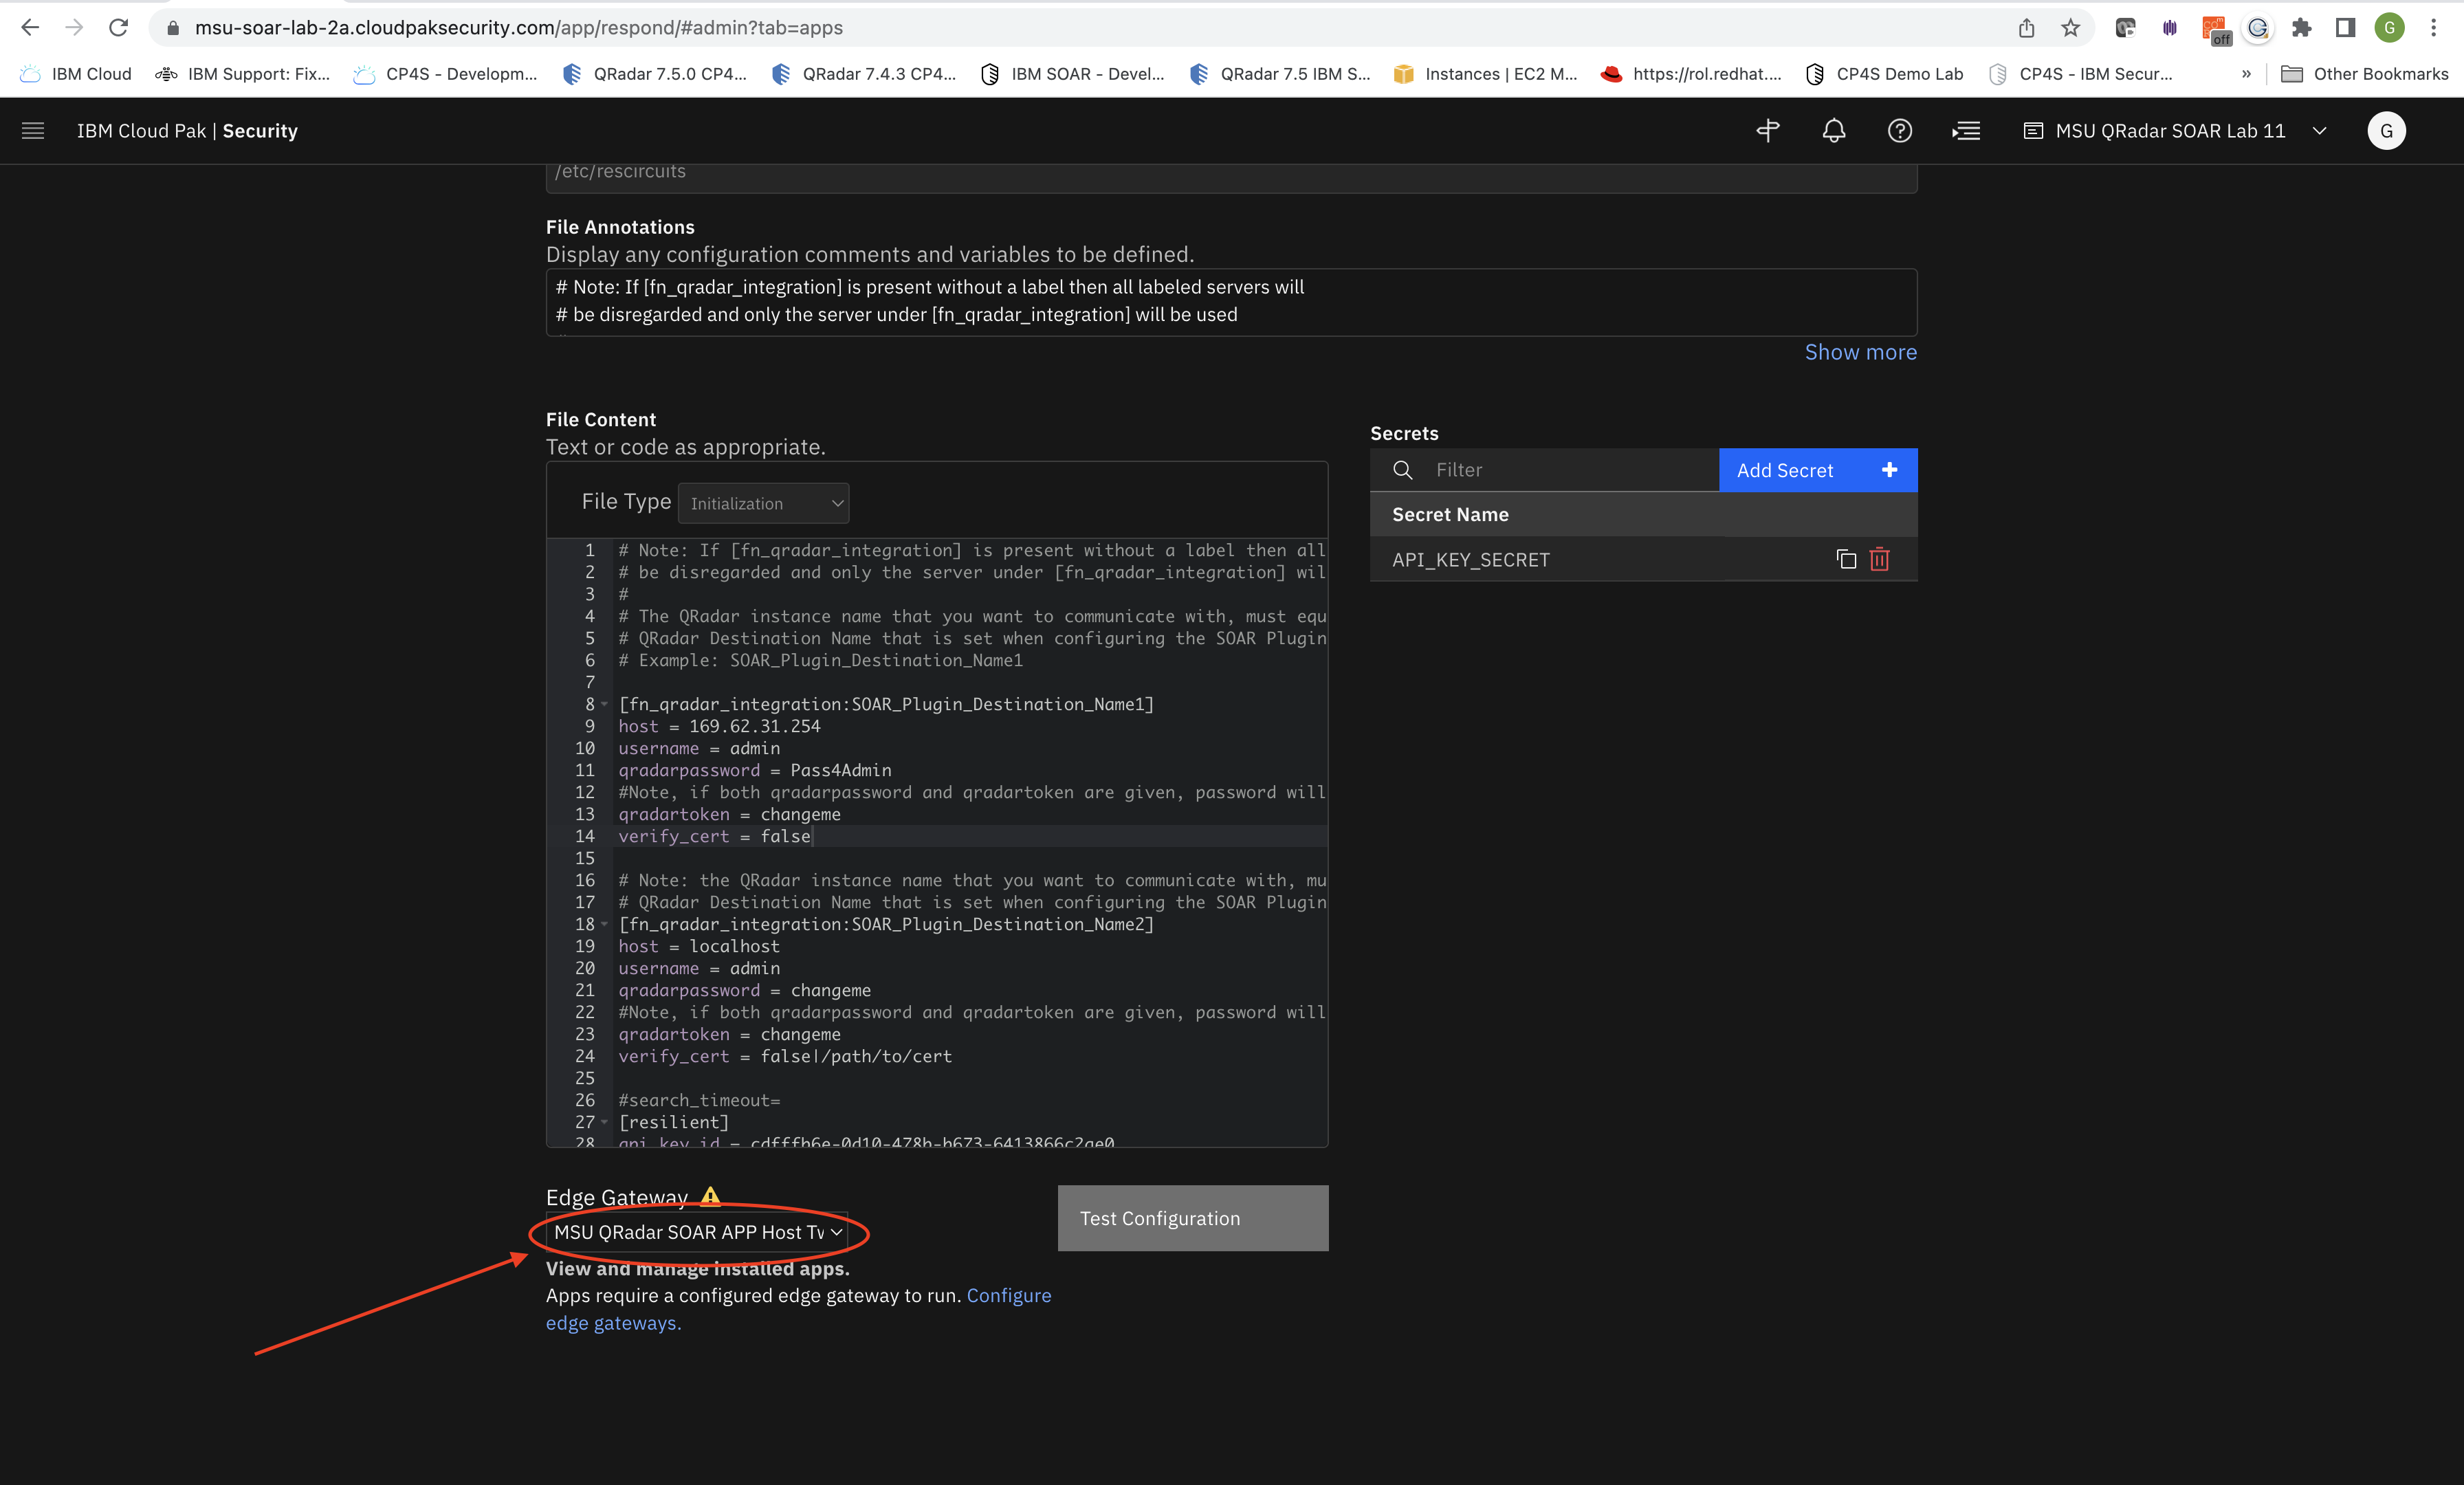 msu-soar-lab-2a.cloudpaksecurity.com/app/respond/#admin?tab=apps
off
G
IBM Cloud
IBM Support: Fix...
CP4S - Developm...
QRadar 7.5.0 CP4...
QRadar 7.4.3 CP4...
IBM SOAR - Devel...
QRadar 7.5 IBM S...
Instances | EC2 M...
https://rol.redhat....
CP4S Demo Lab
CP4S - IBM Secur...
»
Other Bookmarks
IBM Cloud Pak | Security
MSU QRadar SOAR Lab 11
G
/etc/rescircuits
File Annotations
Display any configuration comments and variables to be defined.
# Note: If [fn_qradar_integration] is present without a label then all labeled servers will
# be disregarded and only the server under [fn_qradar_integration] will be used
Show more
File Content
Text or code as appropriate.
File Type Initialization
1 # Note: If [fn_qradar_integration] is present without a label then all
2 # be disregarded and only the server under [fn_qradar_integration] wil
3 #
4 # The QRadar instance name that you want to communicate with, must equ
5 # QRadar Destination Name that is set when configuring the SOAR Plugin
6 # Example: SOAR_Plugin_Destination_Name1
7
8 [fn_qradar_integration:SOAR_Plugin_Destination_Name1]
9 host = 169.62.31.254
10 username = admin
11 qradarpassword = Pass4Admin
12 #Note, if both qradarpassword and qradartoken are given, password will
13 qradartoken = changeme
14 verify_cert = false
15
16 # Note: the QRadar instance name that you want to communicate with, mu
17 # QRadar Destination Name that is set when configuring the SOAR Plugin
18 [fn_qradar_integration:SOAR_Plugin_Destination_Name2]
19 host = localhost
20 username = admin
21 qradarpassword = changeme
22 #Note, if both qradarpassword and qradartoken are given, password will
23 qradartoken = changeme
24 verify_cert = false|/path/to/cert
25
26 #search_timeout=
27 [resilient]
28 api_key_id =
Secrets
Filter
Add Secret +
Secret Name
API_KEY_SECRET
Edge Gateway
MSU QRadar SOAR APP Host Tv
Test Configuration
View and manage installed apps.
Apps require a configured edge gateway to run. Configure
edge gateways.